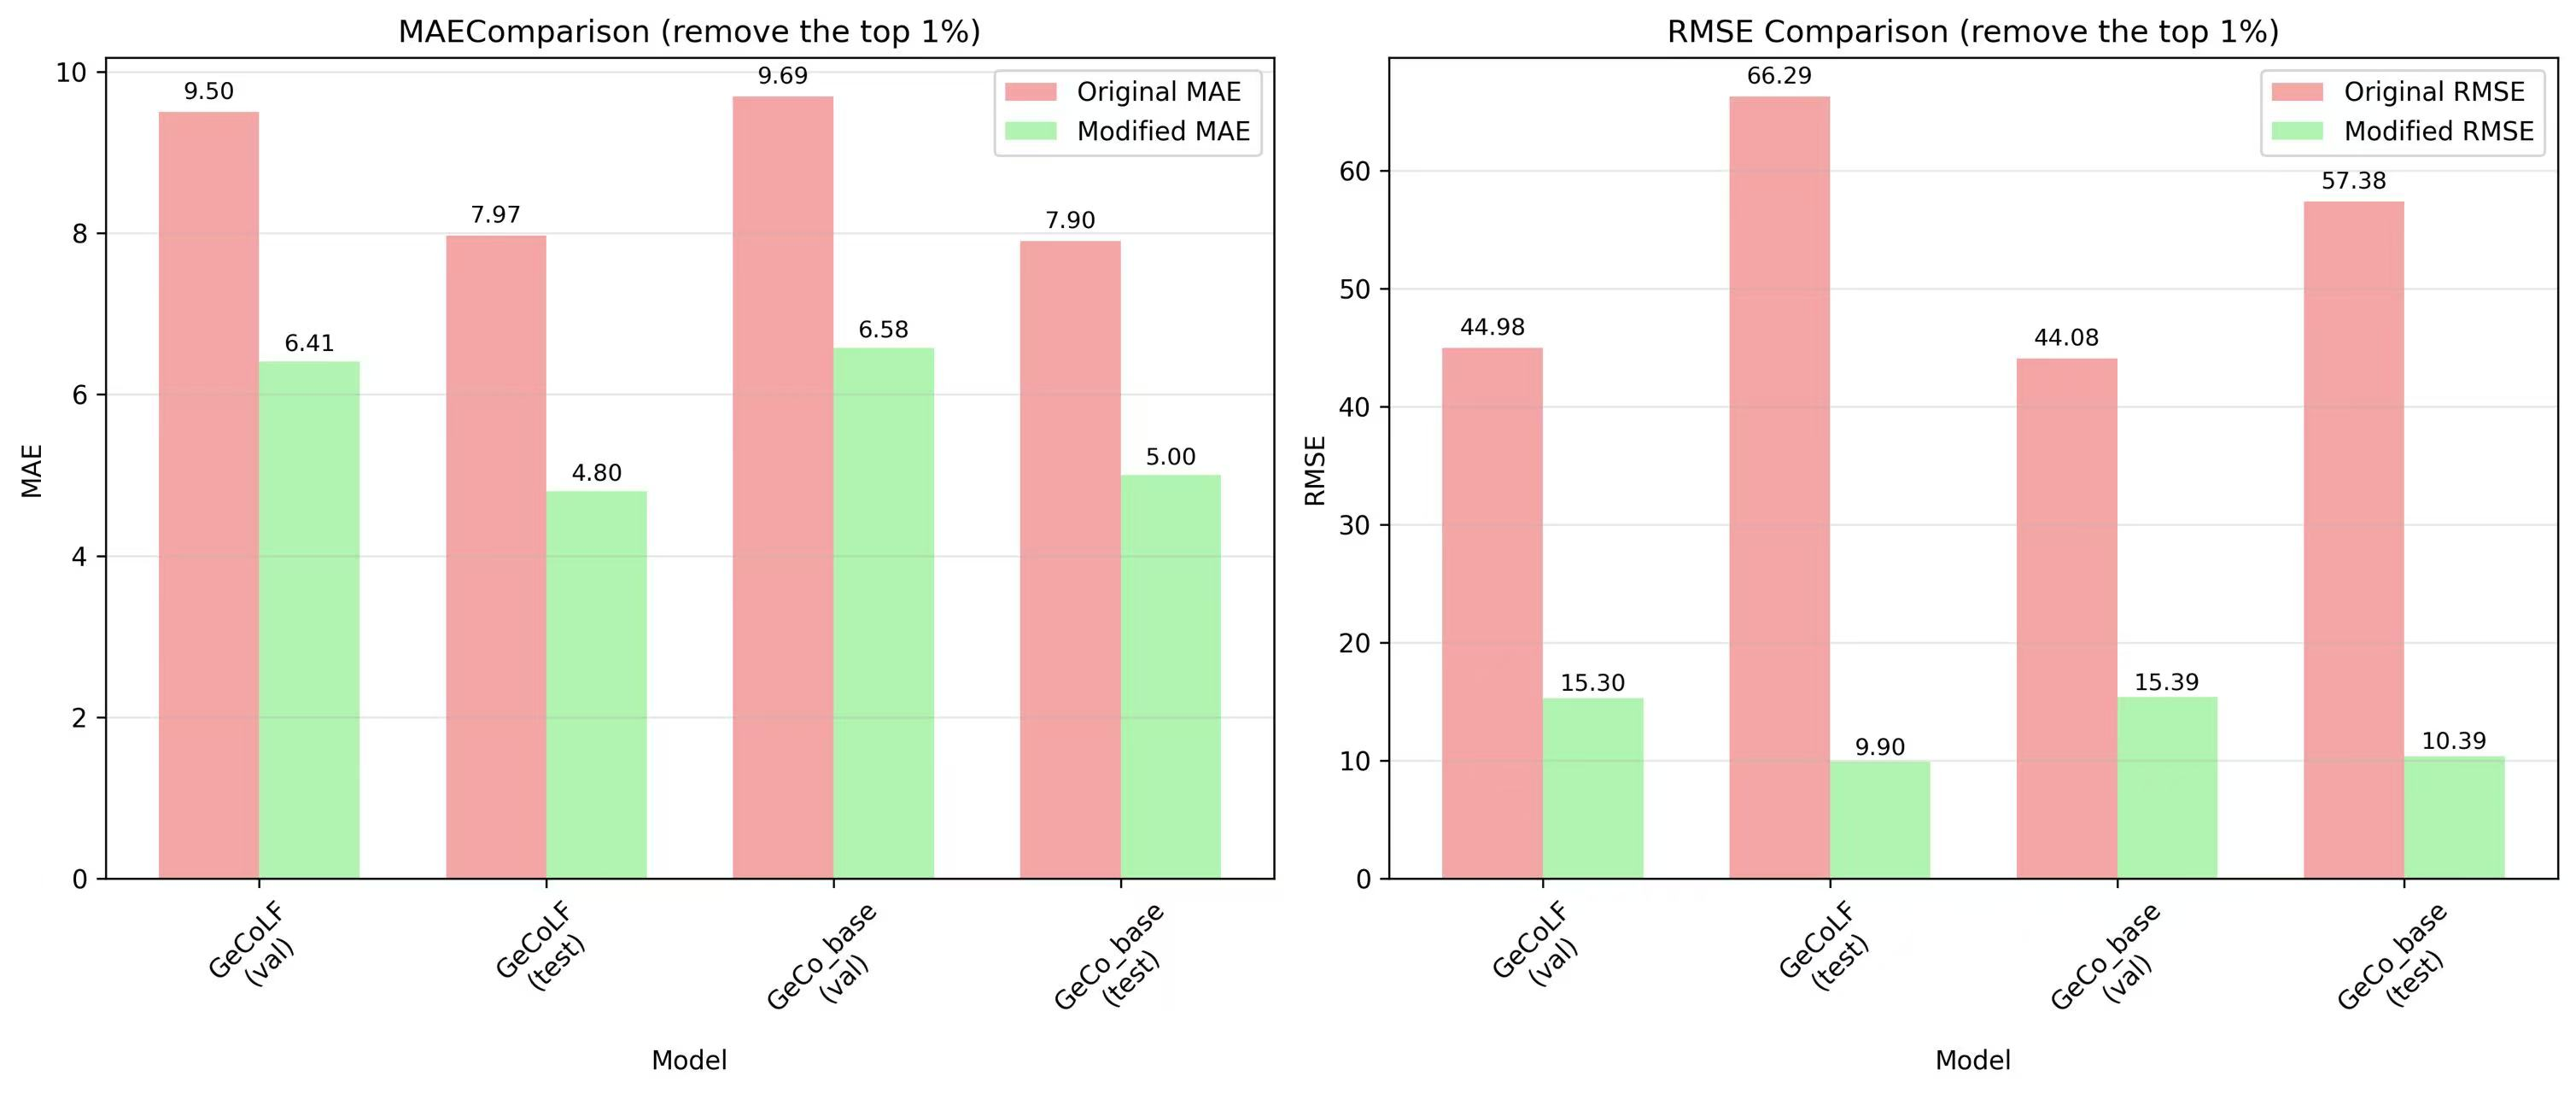 MAEComparison (remove the top 1%)
10
8
6
4
2
0
MAE
9.50
6.41
7.97
4.80
9.69
6.58
7.90
5.00
Original MAE
Modified MAE
GeCoLF
(val)
GeCoLF
(test)
GeCo_base
(val)
GeCo_base
(test)
Model
RMSE Comparison (remove the top 1%)
60
50
40
30
20
10
0
RMSE
44.98
15.30
66.29
9.90
44.08
15.39
57.38
10.39
Original RMSE
Modified RMSE
GeCoLF
(val)
GeCoLF
(test)
GeCo_base
(val)
GeCo_base
(test)
Model